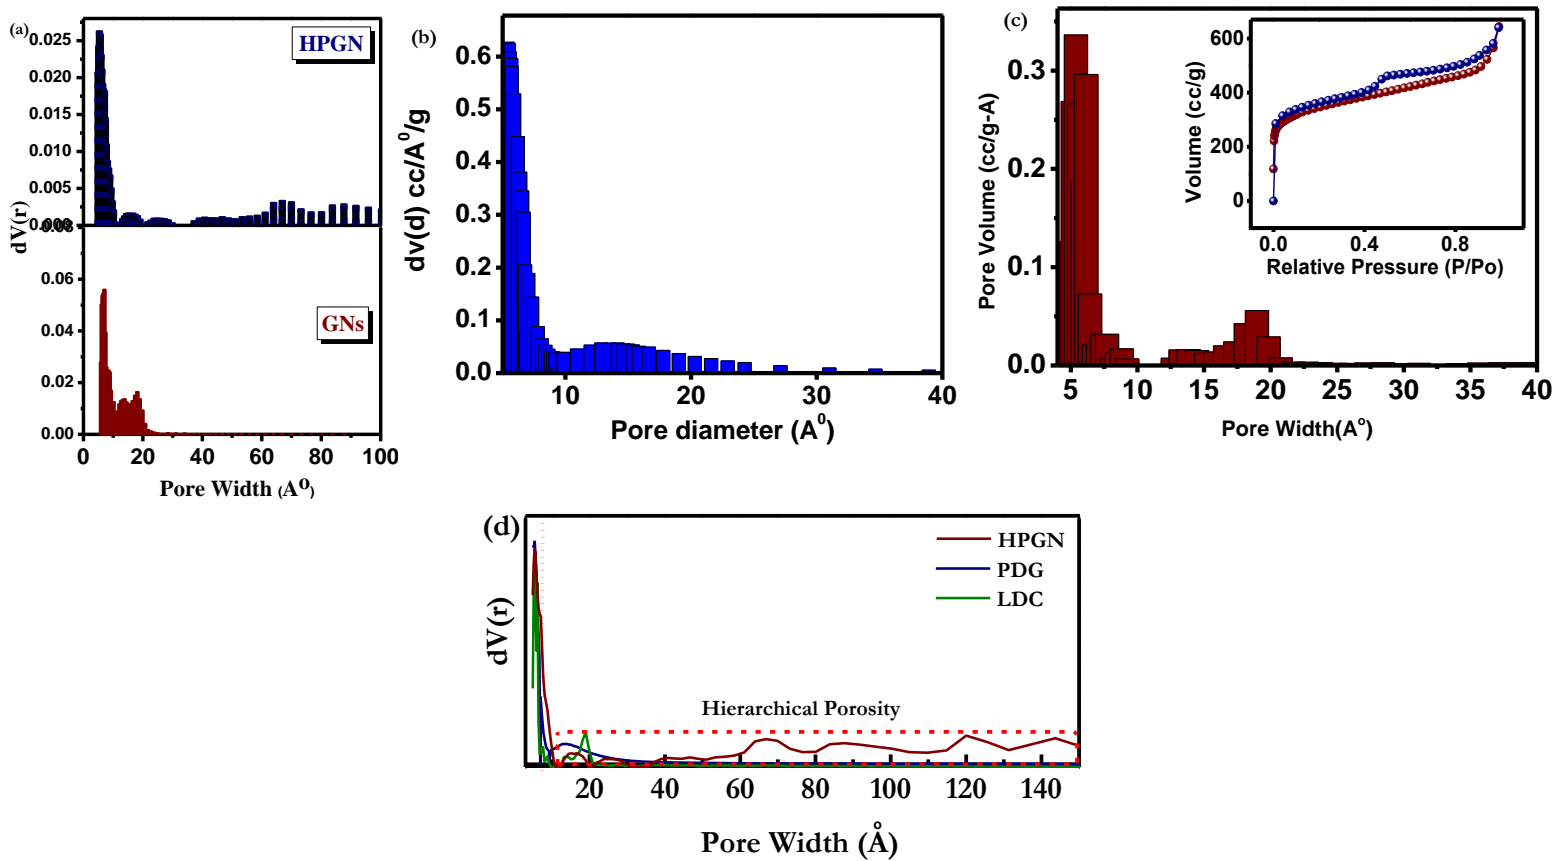 (a)
HPGN
0.025
0.020
0.015
0.010
0.005
0.000
0.08
0.06
0.04
0.02
0.00
dV(r)
GNs
0 20 40 60 80 100
Pore Width (A⁰)
(b)
0.6
0.5
0.4
0.3
0.2
0.1
0.0
dv(d) cc/A⁰/g
10 20 30 40
Pore diameter (A⁰)
(c)
0.3
0.2
0.1
0.0
Pore Volume (cc/g-A)
5 10 15 20 25 30 35 40
Pore Width(A°)
600
400
200
0
Volume (cc/g)
0.0 0.4 0.8
Relative Pressure (P/Po)
(d)
HPGN
PDG
LDC
dV(r)
Hierarchical Porosity
20 40 60 80 100 120 140
Pore Width (Å)